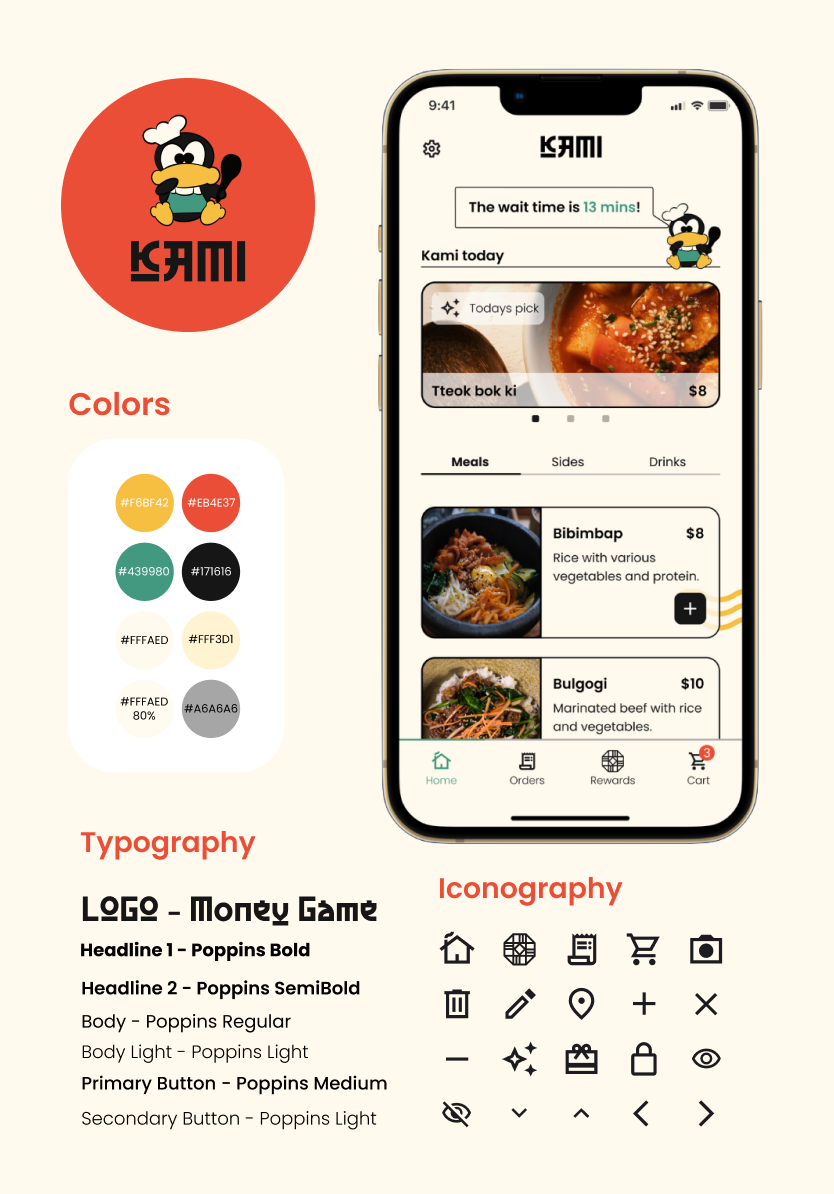 KAMI
Colors
#F6BF42
#EB4E37
#439980
#171616
#FFFAED
#FFF3D1
#FFFAED
80%
#A6A6A6
Typography
LOGO - Money Game
Headline 1 - Poppins Bold
Headline 2 - Poppins SemiBold
Body - Poppins Regular
Body Light - Poppins Light
Primary Button - Poppins Medium
Secondary Button - Poppins Light
9:41
KAMI
The wait time is 13 mins!
Kami today
Todays pick
Tteok bok ki $8
Meals Sides Drinks
Bibimbap $8
Rice with various
vegetables and protein.
Bulgogi $10
Marinated beef with rice
and vegetables.
3
Home Orders Rewards Cart
Iconography